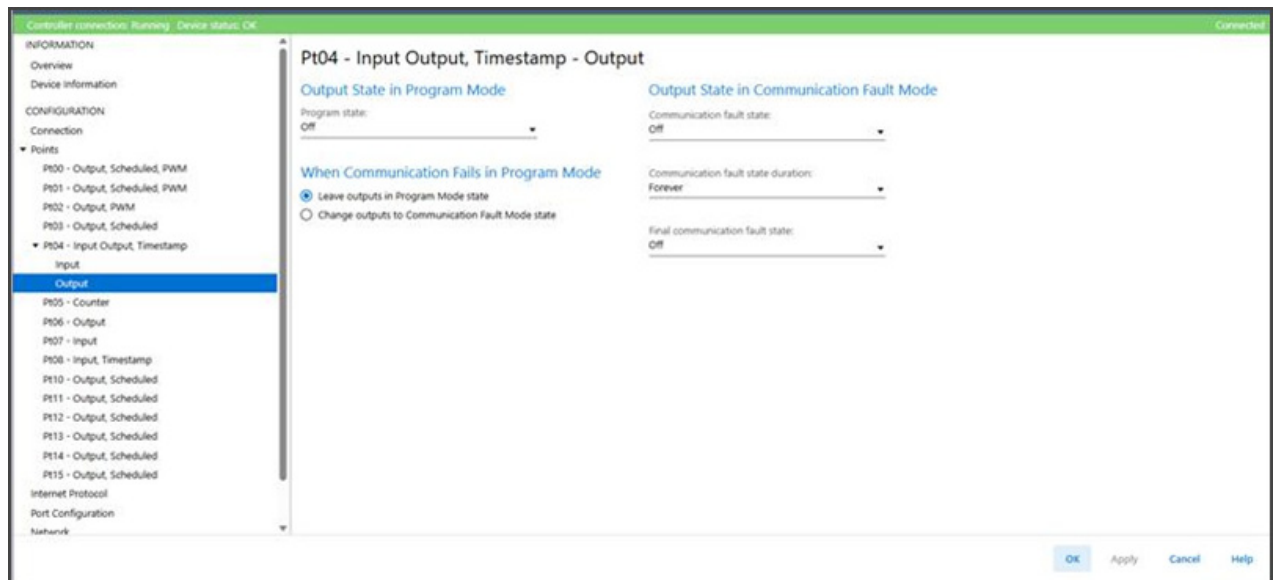 Controller connection: Running Device status: OK
Connected
INFORMATION
Overview
Device Information
CONFIGURATION
Connection
Points
Pt00 - Output, Scheduled, PWM
Pt01 - Output, Scheduled, PWM
Pt02 - Output, PWM
Pt03 - Output, Scheduled
Pt04 - Input Output, Timestamp
Input
Output
Pt05 - Counter
Pt06 - Output
Pt07 - Input
Pt08 - Input, Timestamp
Pt10 - Output, Scheduled
Pt11 - Output, Scheduled
Pt12 - Output, Scheduled
Pt13 - Output, Scheduled
Pt14 - Output, Scheduled
Pt15 - Output, Scheduled
Internet Protocol
Port Configuration
Network
Pt04 - Input Output, Timestamp - Output
Output State in Program Mode
Program state:
Off
When Communication Fails in Program Mode
Leave outputs in Program Mode state
Change outputs to Communication Fault Mode state
Output State in Communication Fault Mode
Communication fault state:
Off
Communication fault state duration:
Forever
Final communication fault state:
Off
OK
Apply
Cancel
Help